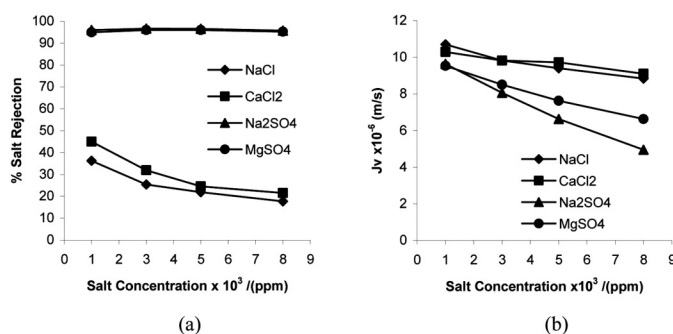 % Salt Rejection
100
90
80
70
60
50
40
30
20
10
0
NaCl
CaCl2
Na2SO4
MgSO4
0 1 2 3 4 5 6 7 8 9
Salt Concentration x 10³ /(ppm)
(a)
Jv x10⁻⁶ (m/s)
12
10
8
6
4
2
0
NaCl
CaCl2
Na2SO4
MgSO4
0 1 2 3 4 5 6 7 8 9
Salt Concentration x 10³ /(ppm)
(b)